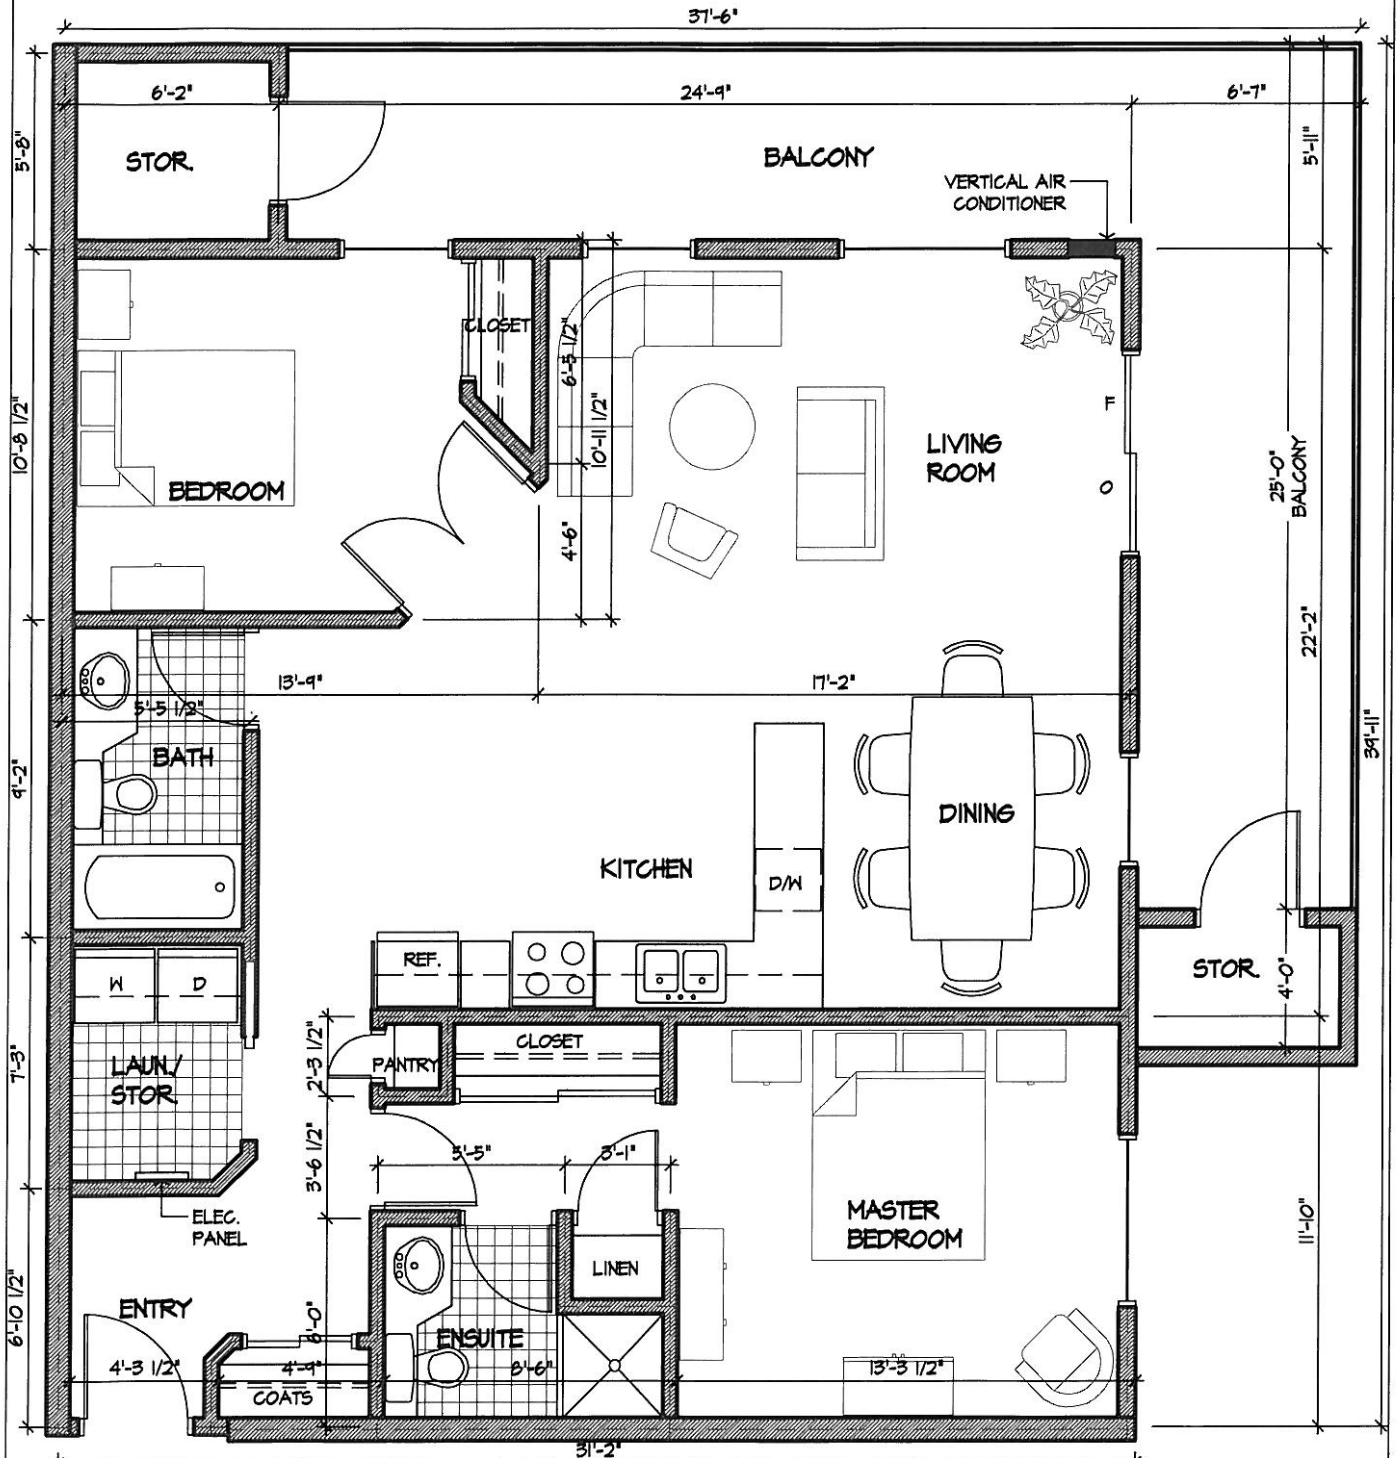 37'-6"
6'-2"
24'-9"
6'-7"
5'-8"
STOR.
BALCONY
5'-11"
VERTICAL AIR
CONDITIONER
CLOSET
6'-5 1/2"
10'-8 1/2"
10'-11 1/2"
F
LIVING
ROOM
25'-0"
BALCONY
BEDROOM
O
4'-6"
22'-2"
13'-9"
17'-2"
5'-5 1/2"
39'-11"
BATH
9'-2"
DINING
KITCHEN
D/W
REF.
STOR.
4'-0"
W
D
CLOSET
2'-3 1/2"
PANTRY
7'-3"
LAUN./
STOR.
3'-6 1/2"
5'-5"
3'-1"
ELEC.
PANEL
MASTER
BEDROOM
11'-10"
LINEN
6'-10 1/2"
ENTRY
6'-0"
ENSUITE
4'-3 1/2"
4'-9"
8'-6"
13'-3 1/2"
COATS
31'-2"